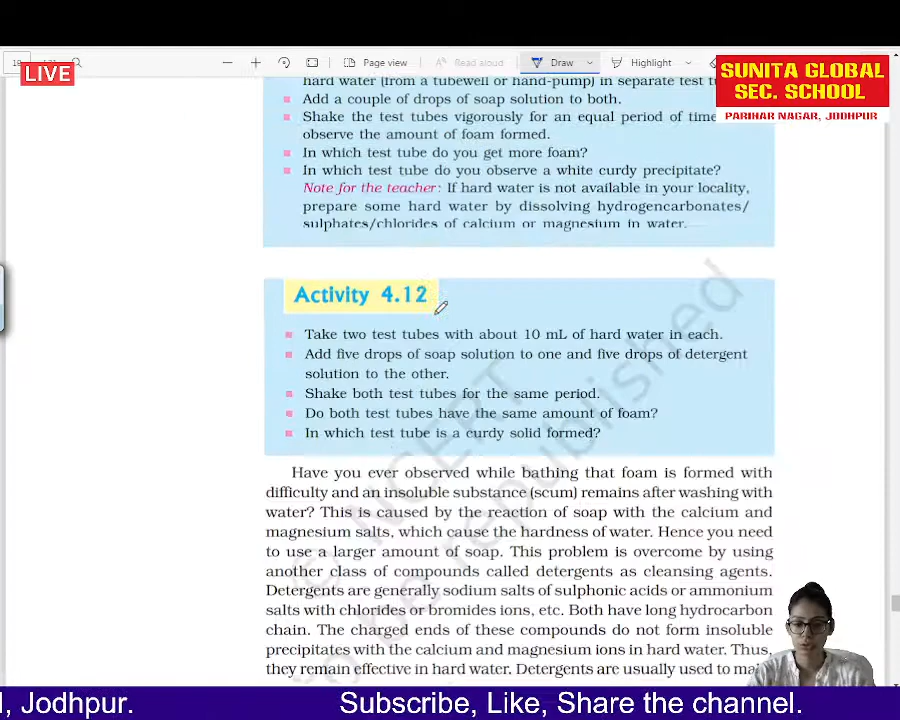 18
Page view
Read aloud
Draw
Highlight
LIVE
SUNITA GLOBAL
SEC. SCHOOL
PARIHAR NAGAR, JODHPUR
hard water (from a tubewell or hand-pump) in separate test
Add a couple of drops of soap solution to both.
Shake the test tubes vigorously for an equal period of time
observe the amount of foam formed.
In which test tube do you get more foam?
In which test tube do you observe a white curdy precipitate?
Note for the teacher: If hard water is not available in your locality,
prepare some hard water by dissolving hydrogencarbonates/
sulphates/chlorides of calcium or magnesium in water.
Activity 4.12
Take two test tubes with about 10 mL of hard water in each.
Add five drops of soap solution to one and five drops of detergent
solution to the other.
Shake both test tubes for the same period.
Do both test tubes have the same amount of foam?
In which test tube is a curdy solid formed?
Have you ever observed while bathing that foam is formed with
difficulty and an insoluble substance (scum) remains after washing with
water? This is caused by the reaction of soap with the calcium and
magnesium salts, which cause the hardness of water. Hence you need
to use a larger amount of soap. This problem is overcome by using
another class of compounds called detergents as cleansing agents.
Detergents are generally sodium salts of sulphonic acids or ammonium
salts with chlorides or bromides ions, etc. Both have long hydrocarbon
chain. The charged ends of these compounds do not form insoluble
precipitates with the calcium and magnesium ions in hard water. Thus,
they remain effective in hard water. Detergents are usually used to
© NCERT
be republished
, Jodhpur.
Subscribe, Like, Share the channel.